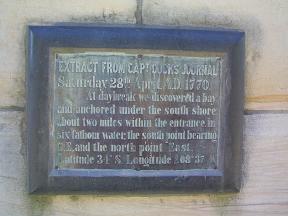 EXTRACT FROM CAPT COOK'S JOURNAL
Saturday 28th April A.D. 1770.
At daybreak we discovered a bay
and anchored under the south shore
about two miles within the entrance in
six fathom water, the south point bearing
S.E. and the north point East.
Latitude 34° S. Longitude 208° 37' W